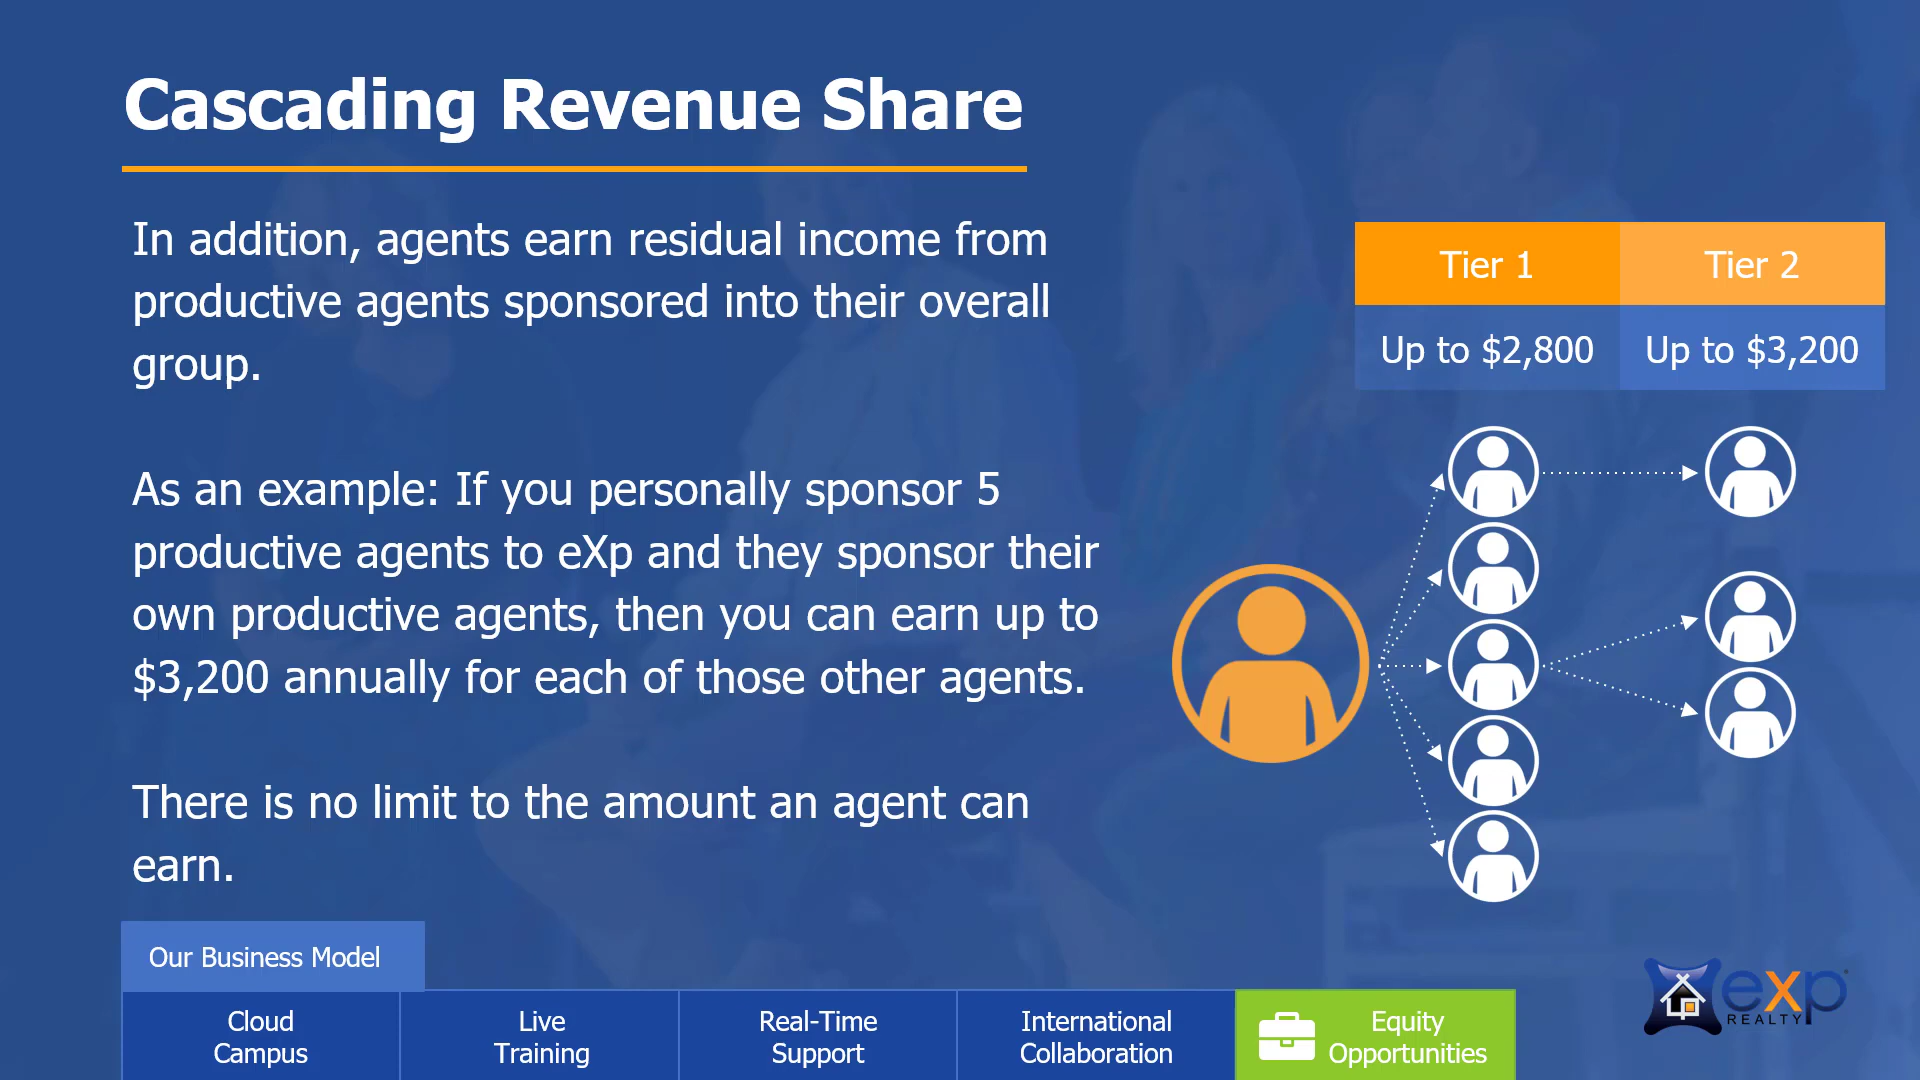 Cascading Revenue Share
In addition, agents earn residual income from
productive agents sponsored into their overall
group.
As an example: If you personally sponsor 5
productive agents to eXp and they sponsor their
own productive agents, then you can earn up to
$3,200 annually for each of those other agents.
There is no limit to the amount an agent can
earn.
Tier 1
Tier 2
Up to $2,800
Up to $3,200
Our Business Model
Cloud
Campus
Live
Training
Real-Time
Support
International
Collaboration
Equity
Opportunities
exp
REALTY